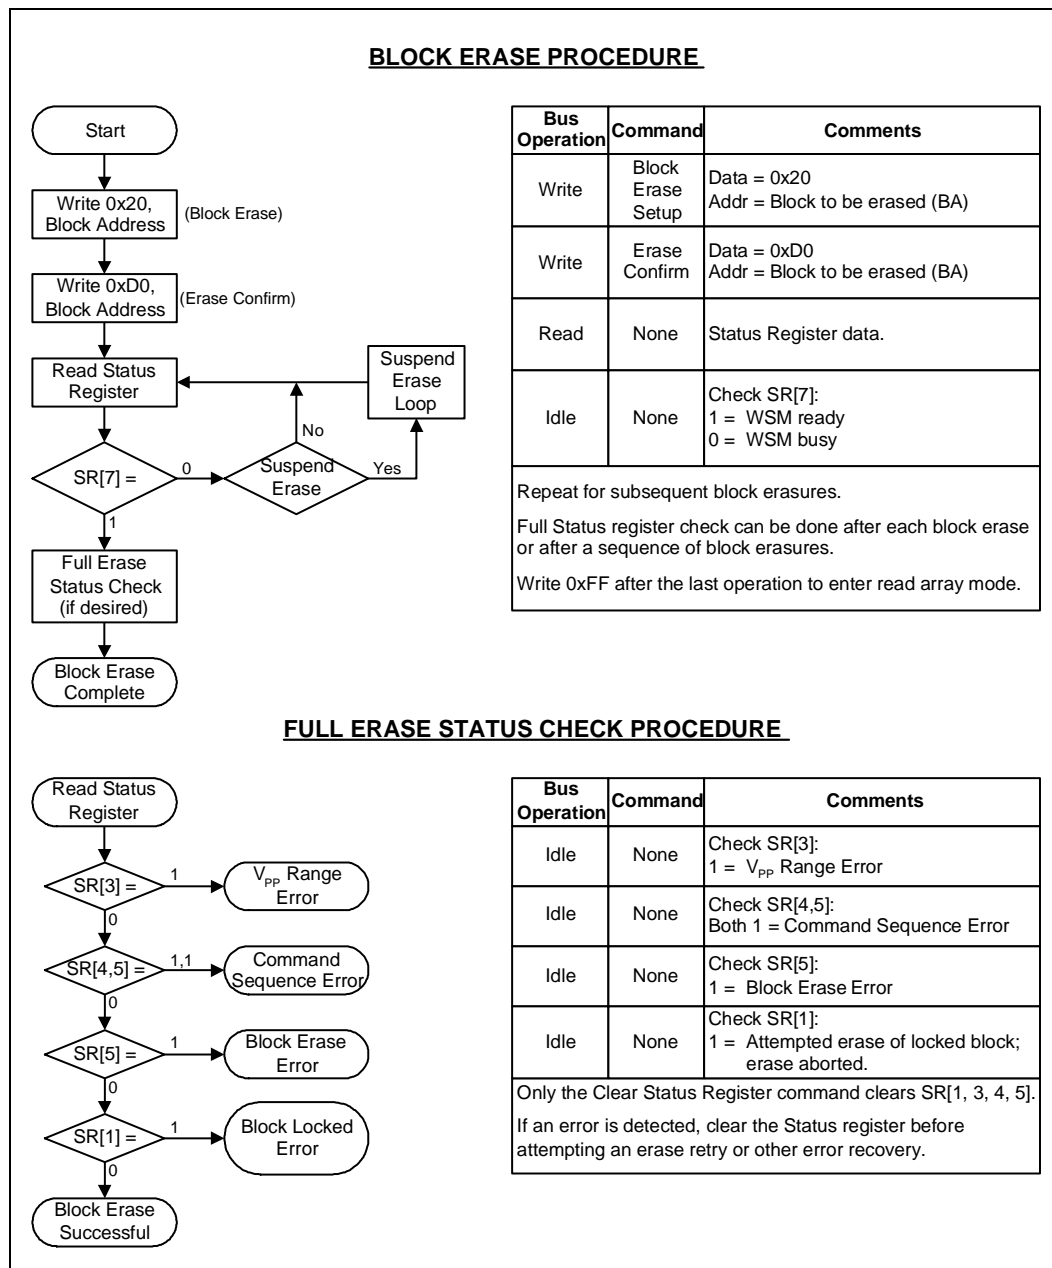 BLOCK ERASE PROCEDURE
Start
Write 0x20,
Block Address
(Block Erase)
Write 0xD0,
Block Address
(Erase Confirm)
Read Status
Register
Suspend
Erase
Loop
No
SR[7] =
0
Suspend
Erase
Yes
1
Full Erase
Status Check
(if desired)
Block Erase
Complete
Bus
Operation
Command
Comments
Write
Block
Erase
Setup
Data = 0x20
Addr = Block to be erased (BA)
Write
Erase
Confirm
Data = 0xD0
Addr = Block to be erased (BA)
Read
None
Status Register data.
Idle
None
Check SR[7]:
1 = WSM ready
0 = WSM busy
Repeat for subsequent block erasures.
Full Status register check can be done after each block erase
or after a sequence of block erasures.
Write 0xFF after the last operation to enter read array mode.
FULL ERASE STATUS CHECK PROCEDURE
Read Status
Register
SR[3] =
1
VPP Range
Error
0
SR[4,5] =
1,1
Command
Sequence Error
0
SR[5] =
1
Block Erase
Error
0
SR[1] =
1
Block Locked
Error
0
Block Erase
Successful
Bus
Operation
Command
Comments
Idle
None
Check SR[3]:
1 = VPP Range Error
Idle
None
Check SR[4,5]:
Both 1 = Command Sequence Error
Idle
None
Check SR[5]:
1 = Block Erase Error
Idle
None
Check SR[1]:
1 = Attempted erase of locked block;
erase aborted.
Only the Clear Status Register command clears SR[1, 3, 4, 5].
If an error is detected, clear the Status register before
attempting an erase retry or other error recovery.